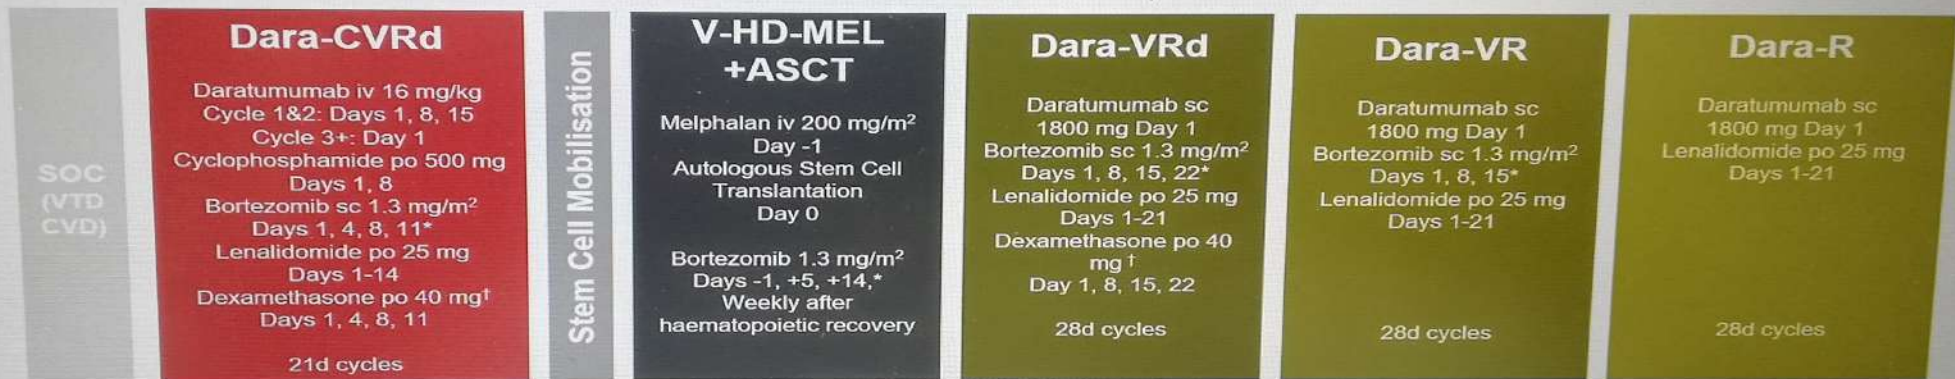 SOC
(VTD
CVD)
Dara-CVRd
Daratumumab iv 16 mg/kg
Cycle 1&2: Days 1, 8, 15
Cycle 3+: Day 1
Cyclophosphamide po 500 mg
Days 1, 8
Bortezomib sc 1.3 mg/m²
Days 1, 4, 8, 11*
Lenalidomide po 25 mg
Days 1-14
Dexamethasone po 40 mg†
Days 1, 4, 8, 11
21d cycles
Stem Cell Mobilisation
V-HD-MEL
+ASCT
Melphalan iv 200 mg/m²
Day -1
Autologous Stem Cell
Translantation
Day 0
Bortezomib 1.3 mg/m²
Days -1, +5, +14,*
Weekly after
haematopoietic recovery
Dara-VRd
Daratumumab sc
1800 mg Day 1
Bortezomib sc 1.3 mg/m²
Days 1, 8, 15, 22*
Lenalidomide po 25 mg
Days 1-21
Dexamethasone po 40
mg †
Day 1, 8, 15, 22
28d cycles
Dara-VR
Daratumumab sc
1800 mg Day 1
Bortezomib sc 1.3 mg/m²
Days 1, 8, 15*
Lenalidomide po 25 mg
Days 1-21
28d cycles
Dara-R
Daratumumab sc
1800 mg Day 1
Lenalidomide po 25 mg
Days 1-21
28d cycles